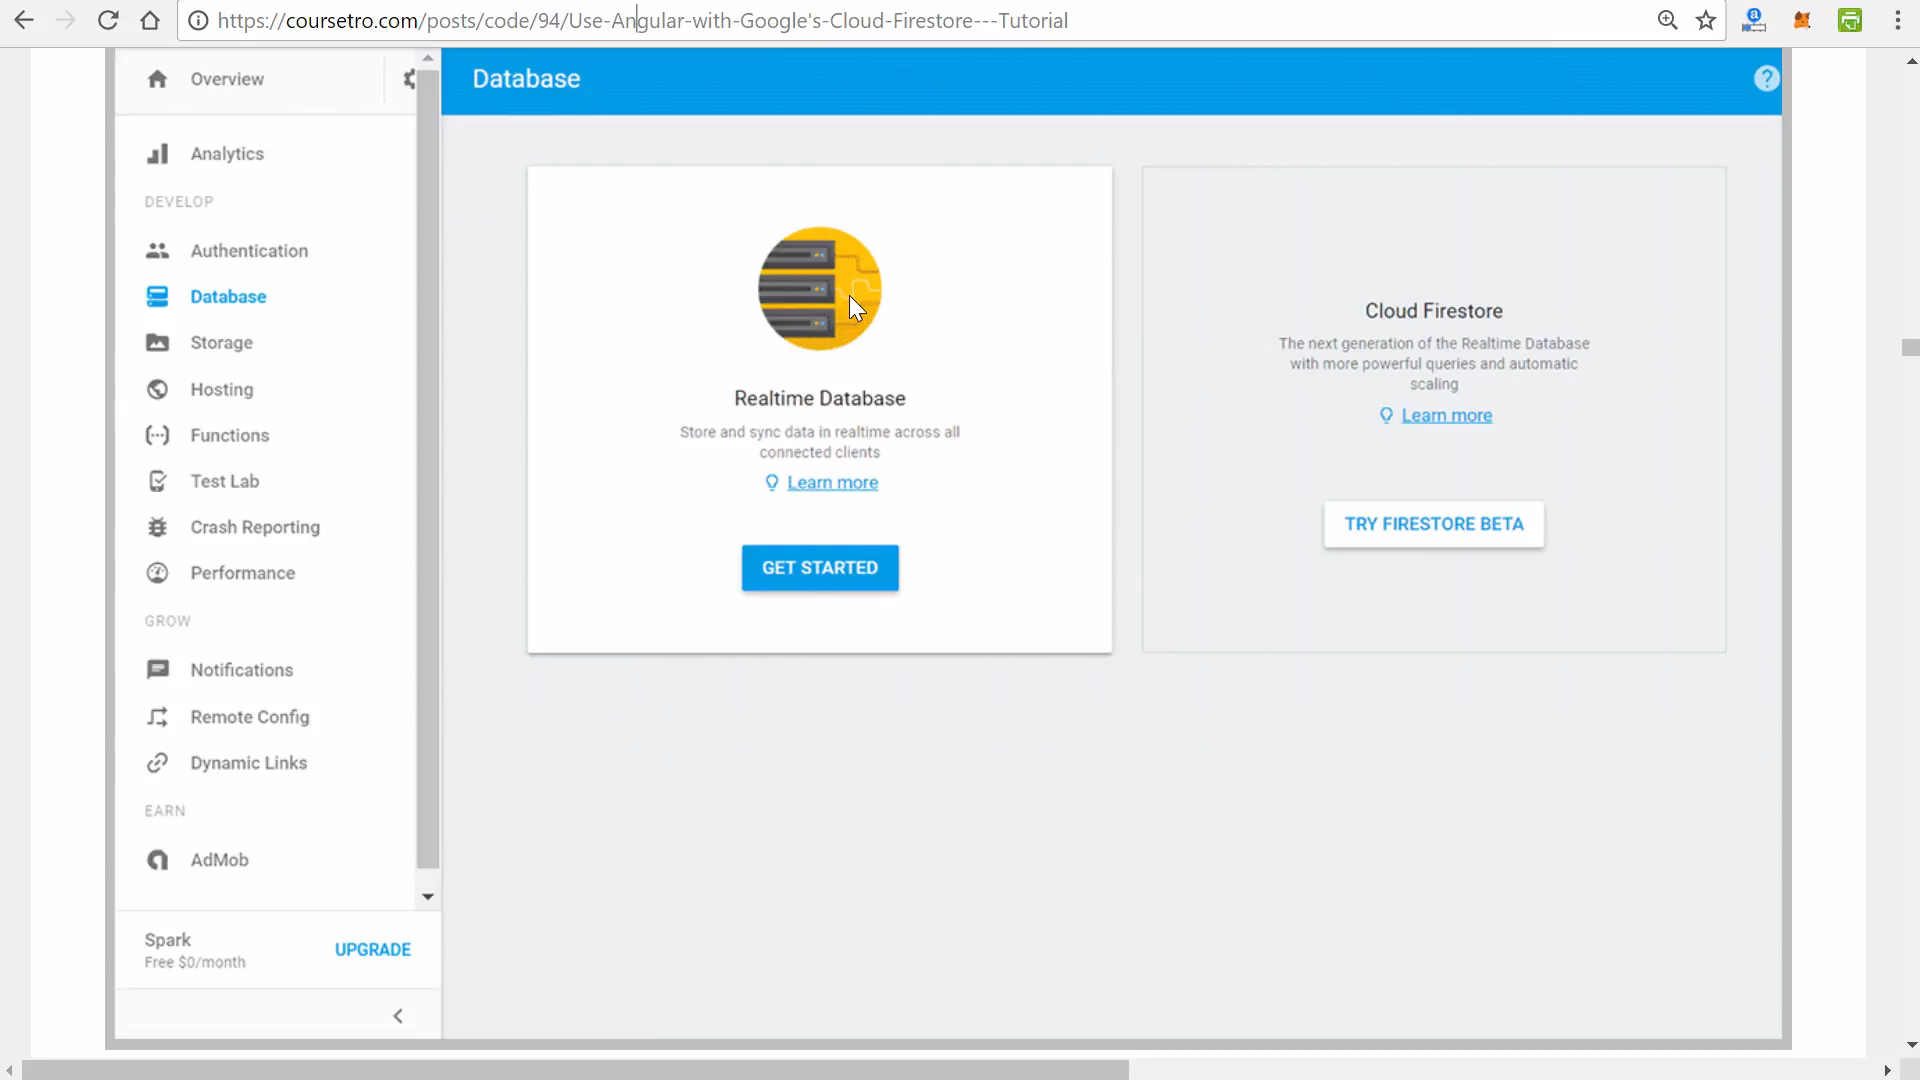 https://coursetro.com/posts/code/94/Use-Angular-with-Google's-Cloud-Firestore---Tutorial
Overview
Database
?
Analytics
DEVELOP
Authentication
Database
Storage
Hosting
Functions
Test Lab
Crash Reporting
Performance
GROW
Notifications
Remote Config
Dynamic Links
EARN
AdMob
Spark
Free $0/month
UPGRADE
Realtime Database
Store and sync data in realtime across all
connected clients
Learn more
GET STARTED
Cloud Firestore
The next generation of the Realtime Database
with more powerful queries and automatic
scaling
Learn more
TRY FIRESTORE BETA